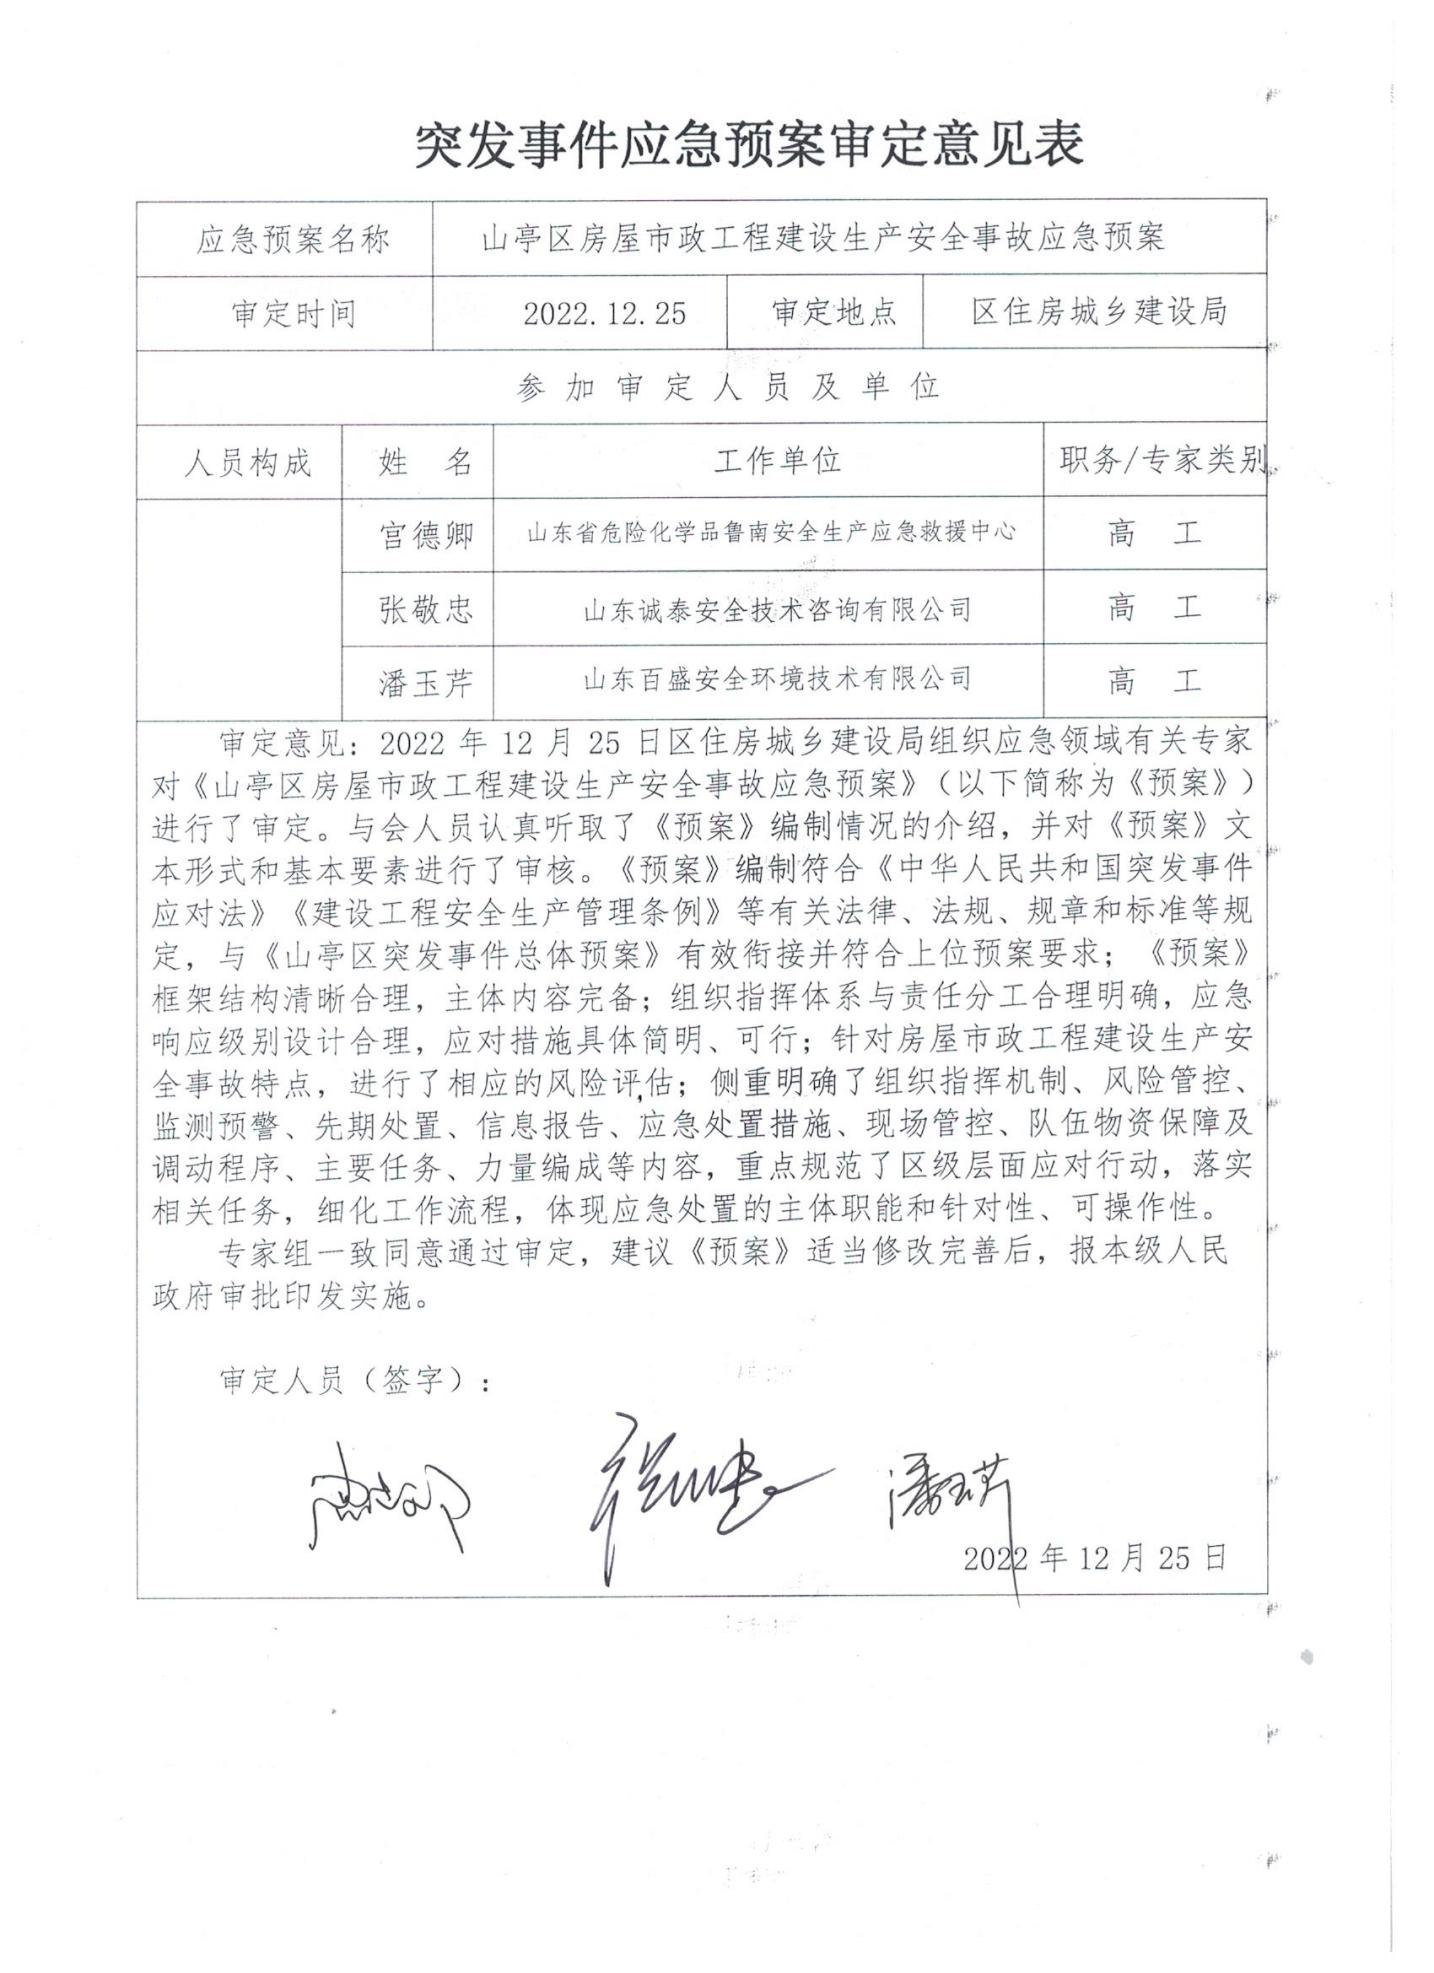 突发事件应急预案审定意见表
应急预案名称 山亭区房屋市政工程建设生产安全事故应急预案
审定时间 2022.12.25 审定地点 区住房城乡建设局
参加审定人员及单位
人员构成 姓 名 工作单位 职务/专家类别
宫德卿 山东省危险化学品鲁南安全生产应急救援中心 高 工
张敬忠 山东诚泰安全技术咨询有限公司 高 工
潘玉芹 山东百盛安全环境技术有限公司 高 工
审定意见：2022 年 12 月 25 日区住房城乡建设局组织应急领域有关专家
对《山亭区房屋市政工程建设生产安全事故应急预案》（以下简称为《预案》）
进行了审定。与会人员认真听取了《预案》编制情况的介绍，并对《预案》文
本形式和基本要素进行了审核。《预案》编制符合《中华人民共和国突发事件
应对法》《建设工程安全生产管理条例》等有关法律、法规、规章和标准等规
定，与《山亭区突发事件总体预案》有效衔接并符合上位预案要求；《预案》
框架结构清晰合理，主体内容完备；组织指挥体系与责任分工合理明确，应急
响应级别设计合理，应对措施具体简明、可行；针对房屋市政工程建设生产安
全事故特点，进行了相应的风险评估；侧重明确了组织指挥机制、风险管控、
监测预警、先期处置、信息报告、应急处置措施、现场管控、队伍物资保障及
调动程序、主要任务、力量编成等内容，重点规范了区级层面应对行动，落实
相关任务，细化工作流程，体现应急处置的主体职能和针对性、可操作性。
专家组一致同意通过审定，建议《预案》适当修改完善后，报本级人民
政府审批印发实施。
审定人员（签字）：
潘玉芹
2022 年 12 月 25 日